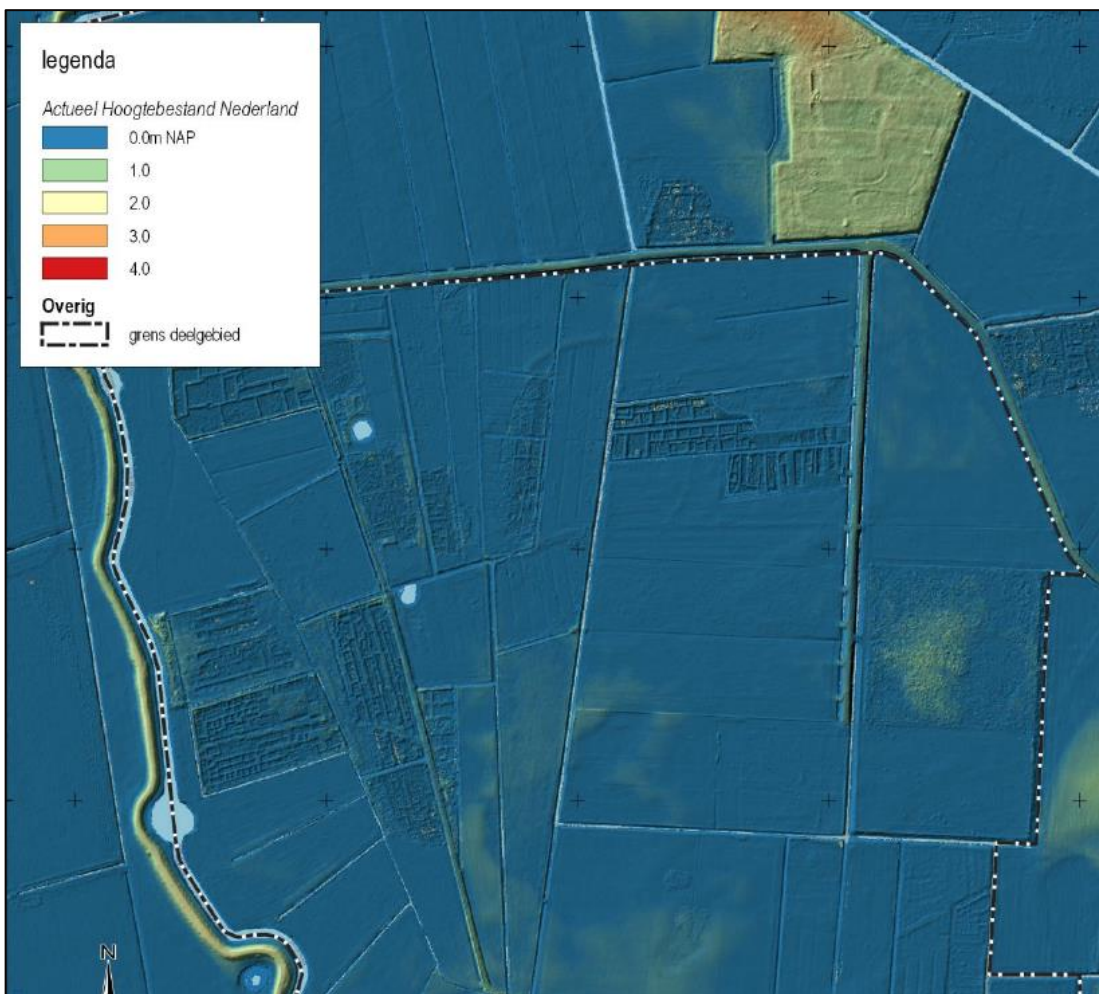 legenda
Actueel Hoogtebestand Nederland
0.0m NAP
1.0
2.0
3.0
4.0
Overig
grens deelgebied
N